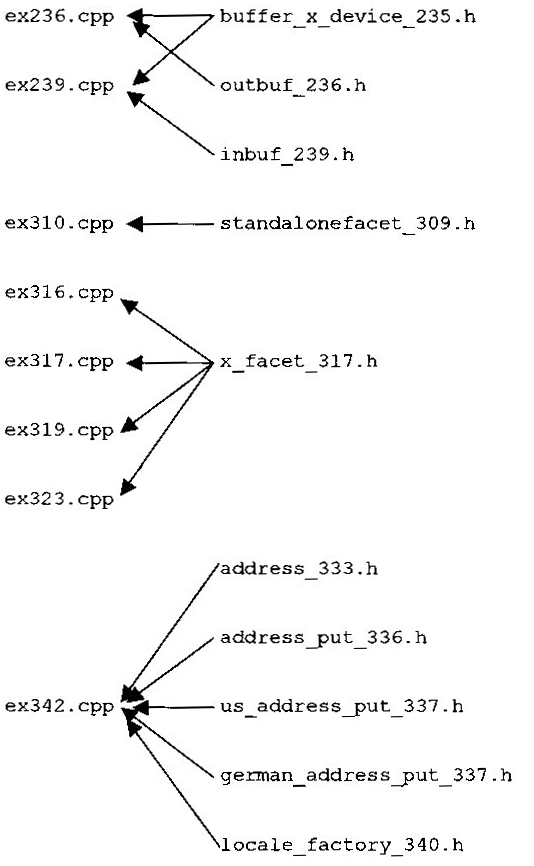 ex236.cpp buffer_x_device_235.h
ex239.cpp outbuf_236.h
inbuf_239.h
ex310.cpp standalonefacet_309.h
ex316.cpp
ex317.cpp x_facet_317.h
ex319.cpp
ex323.cpp
address_333.h
address_put_336.h
ex342.cpp us_address_put_337.h
german_address_put_337.h
locale_factory_340.h